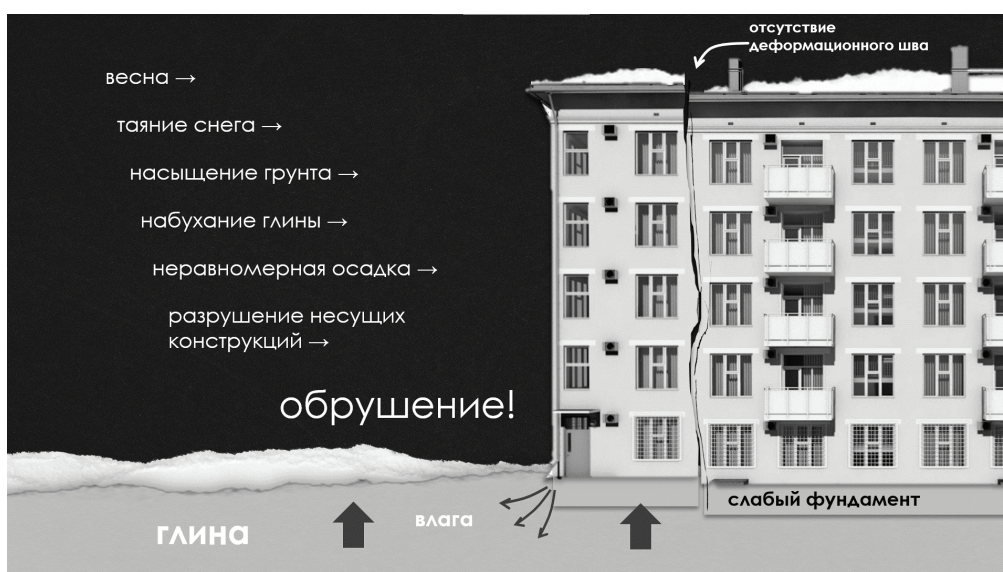 отсутствие
деформационного шва
весна →
таяние снега →
насыщение грунта →
набухание глины →
неравномерная осадка →
разрушение несущих
конструкций →
обрушение!
слабый фундамент
влага
глина